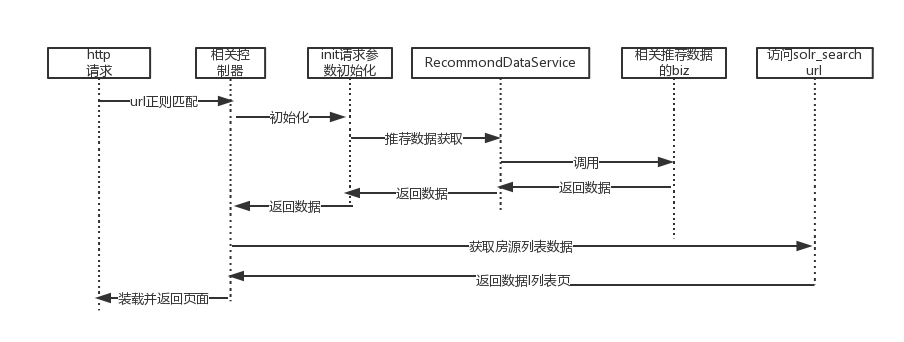 http
请求
相关控
制器
init请求参
数初始化
RecommondDataService
相关推荐数据
的biz
访问solr_search
url
url正则匹配
初始化
推荐数据获取
调用
返回数据
返回数据
返回数据
获取房源列表数据
返回数据l列表页
装载并返回页面